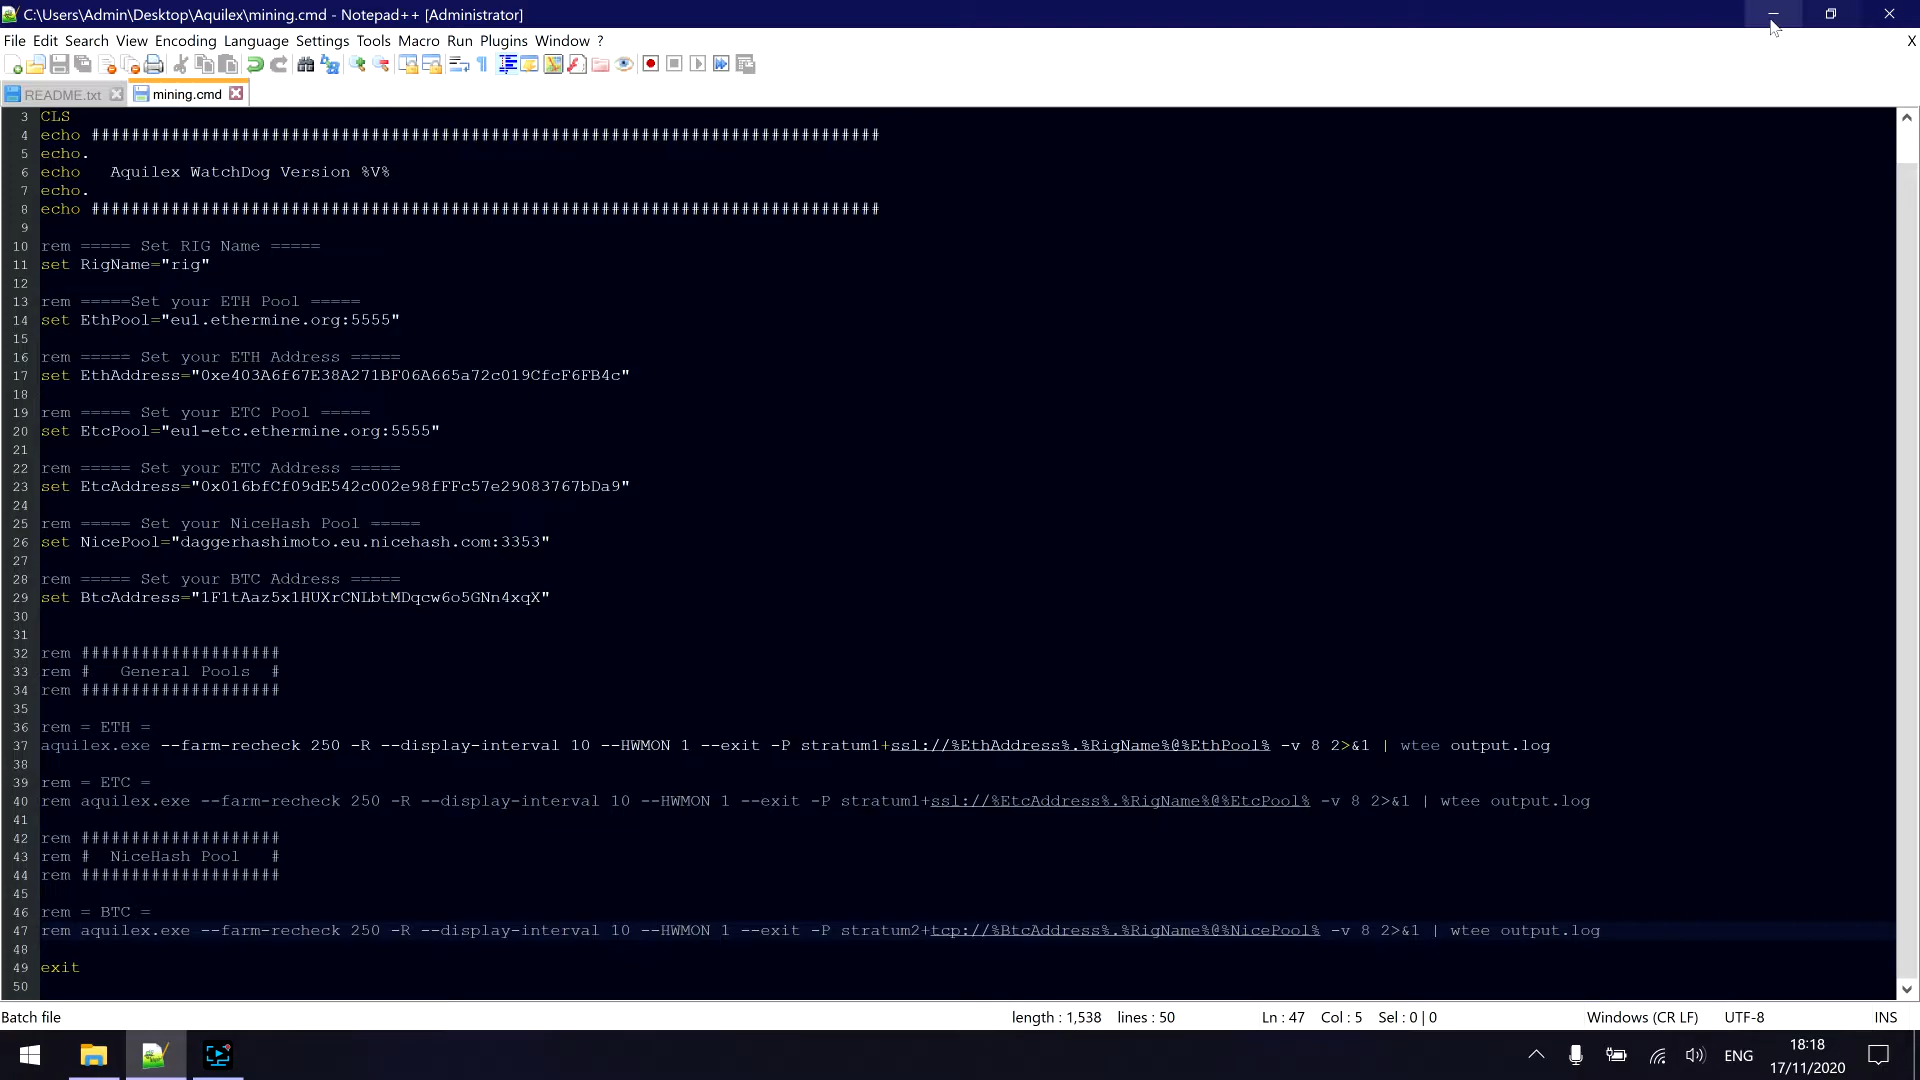 C:\Users\Admin\Desktop\Aquilex\mining.cmd - Notepad++ [Administrator]
File Edit Search View Encoding Language Settings Tools Macro Run Plugins Window ? X
README.txt mining.cmd
3 CLS
4 echo ###############################################################################
5 echo.
6 echo   Aquilex WatchDog Version %V%
7 echo.
8 echo ###############################################################################
9
10 rem ===== Set RIG Name =====
11 set RigName="rig"
12
13 rem =====Set your ETH Pool =====
14 set EthPool="eu1.ethermine.org:5555"
15
16 rem ===== Set your ETH Address =====
17 set EthAddress="0xe403A6f67E38A271BF06A665a72c019CfcF6FB4c"
18
19 rem ===== Set your ETC Pool =====
20 set EtcPool="eu1-etc.ethermine.org:5555"
21
22 rem ===== Set your ETC Address =====
23 set EtcAddress="0x016bfCf09dE542c002e98fFFc57e29083767bDa9"
24
25 rem ===== Set your NiceHash Pool =====
26 set NicePool="daggerhashimoto.eu.nicehash.com:3353"
27
28 rem ===== Set your BTC Address =====
29 set BtcAddress="1F1tAaz5x1HUXrCNLbtMDqcw6o5GNn4xqX"
30
31
32 rem ####################
33 rem #   General Pools  #
34 rem ####################
35
36 rem = ETH =
37 aquilex.exe --farm-recheck 250 -R --display-interval 10 --HWMON 1 --exit -P stratum1+ssl://%EthAddress%.%RigName%@%EthPool% -v 8 2>&1 | wtee output.log
38
39 rem = ETC =
40 rem aquilex.exe --farm-recheck 250 -R --display-interval 10 --HWMON 1 --exit -P stratum1+ssl://%EtcAddress%.%RigName%@%EtcPool% -v 8 2>&1 | wtee output.log
41
42 rem ####################
43 rem #  NiceHash Pool   #
44 rem ####################
45
46 rem = BTC =
47 rem aquilex.exe --farm-recheck 250 -R --display-interval 10 --HWMON 1 --exit -P stratum2+tcp://%BtcAddress%.%RigName%@%NicePool% -v 8 2>&1 | wtee output.log
48
49 exit
50
Batch file length : 1,538 lines : 50 Ln : 47 Col : 5 Sel : 0 | 0 Windows (CR LF) UTF-8 INS
ENG
18:18
17/11/2020